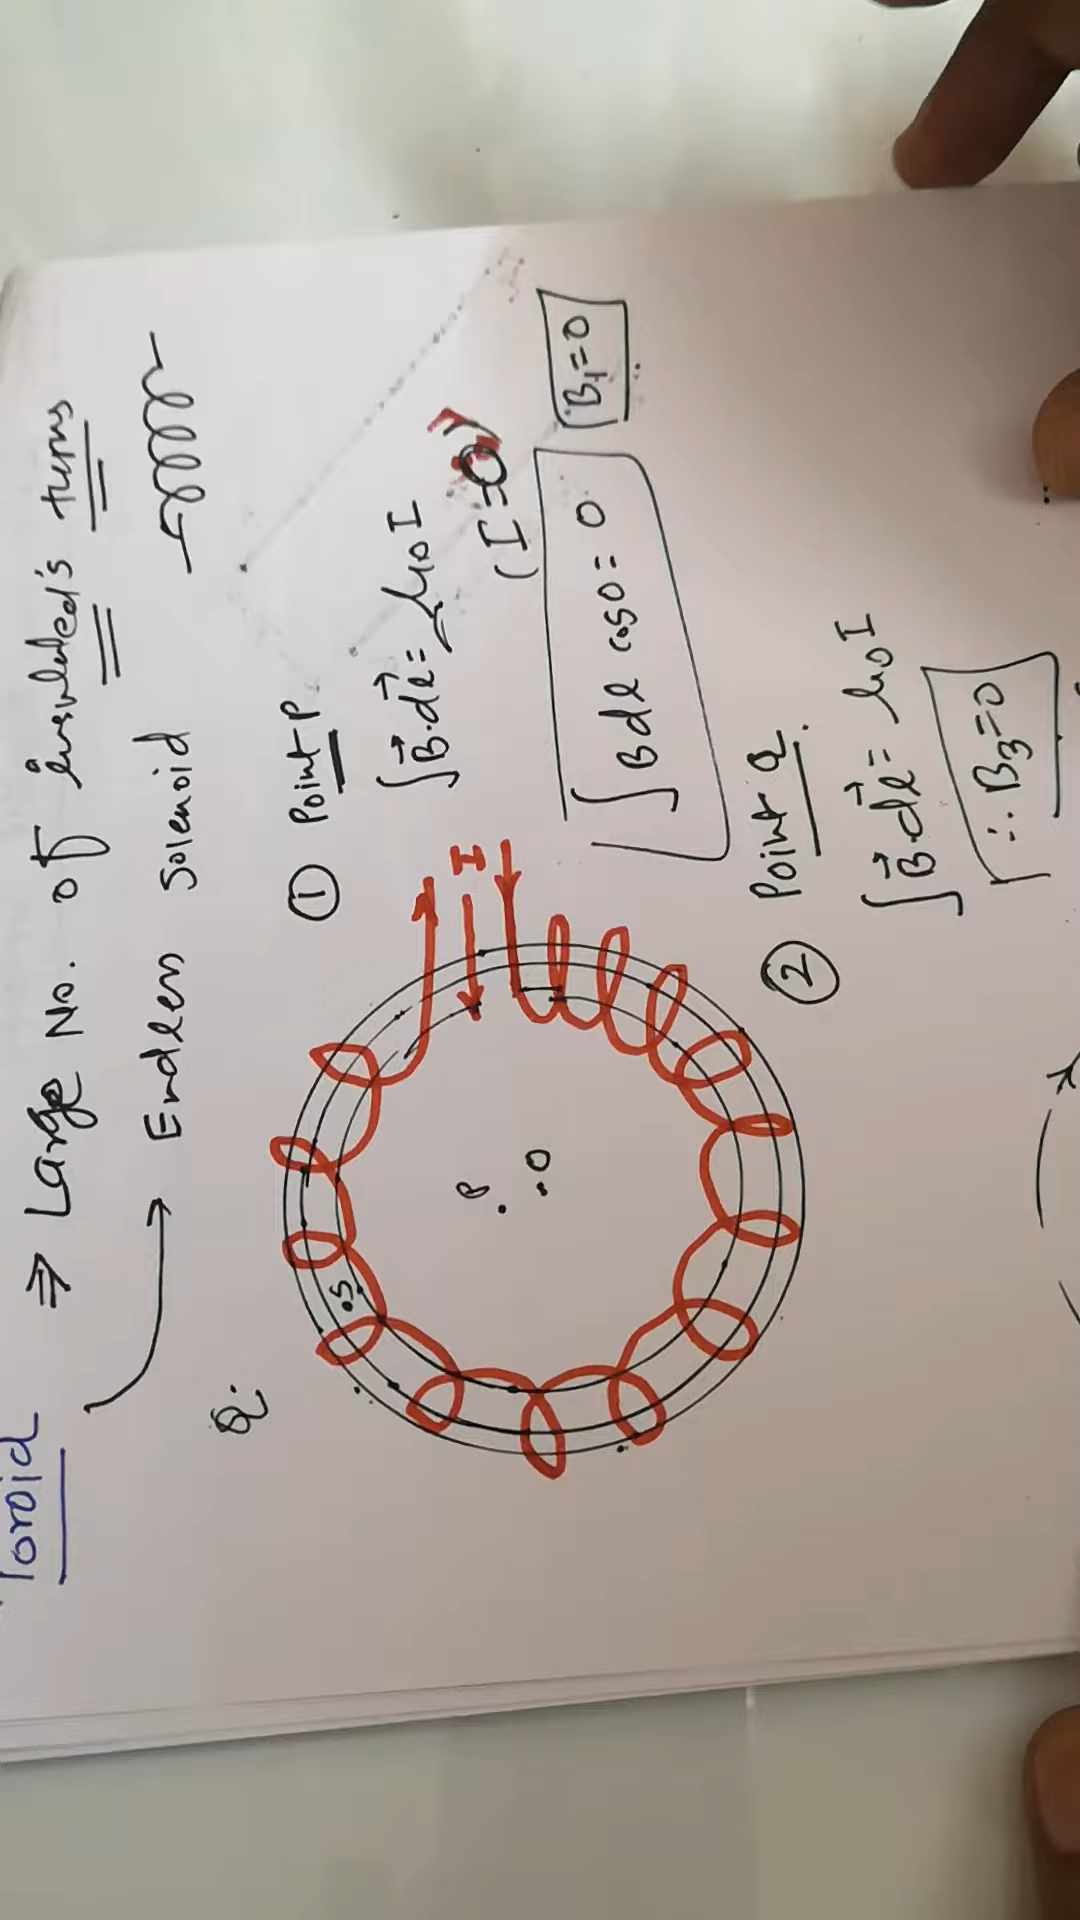 Toroid
⇒ Large No. of insulated's turns
→ Endless Solenoid
Q.
.S
.P
.O
I
① Point P
∫B⃗.dl⃗ = μ₀I
(I=0)
∫Bdl cos0 = 0
B₁=0
② Point Q.
∫B⃗.dl⃗ = μ₀I
∴ B₃=0